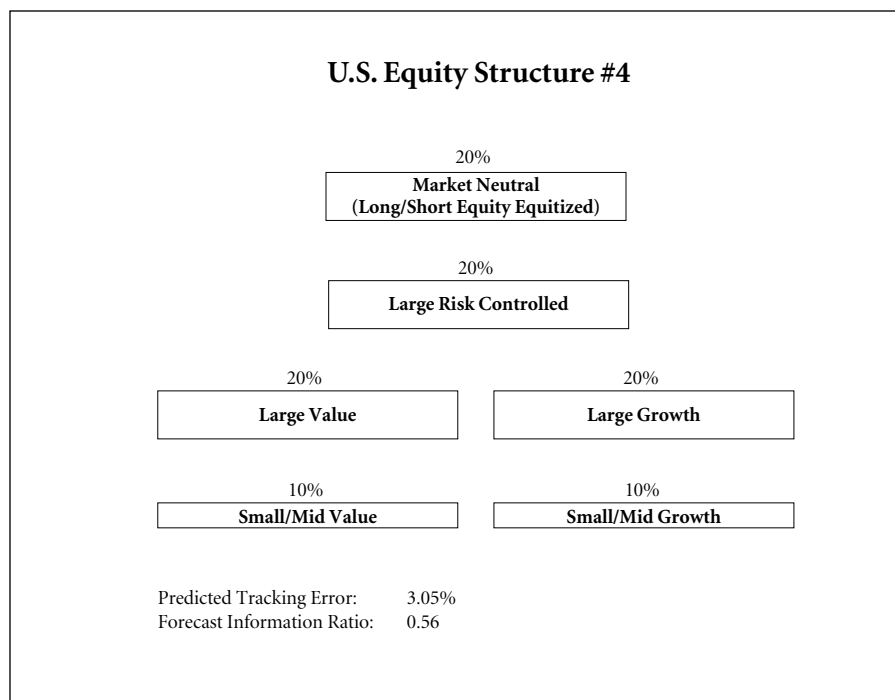 U.S. Equity Structure #4
20%
Market Neutral
(Long/Short Equity Equitized)
20%
Large Risk Controlled
20%
Large Value
20%
Large Growth
10%
Small/Mid Value
10%
Small/Mid Growth
Predicted Tracking Error: 3.05%
Forecast Information Ratio: 0.56